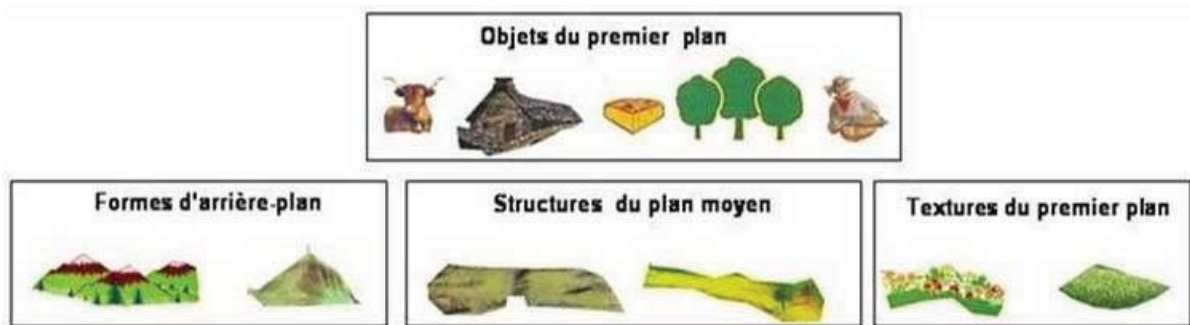 Objets du premier plan
Formes d'arrière-plan
Structures du plan moyen
Textures du premier plan